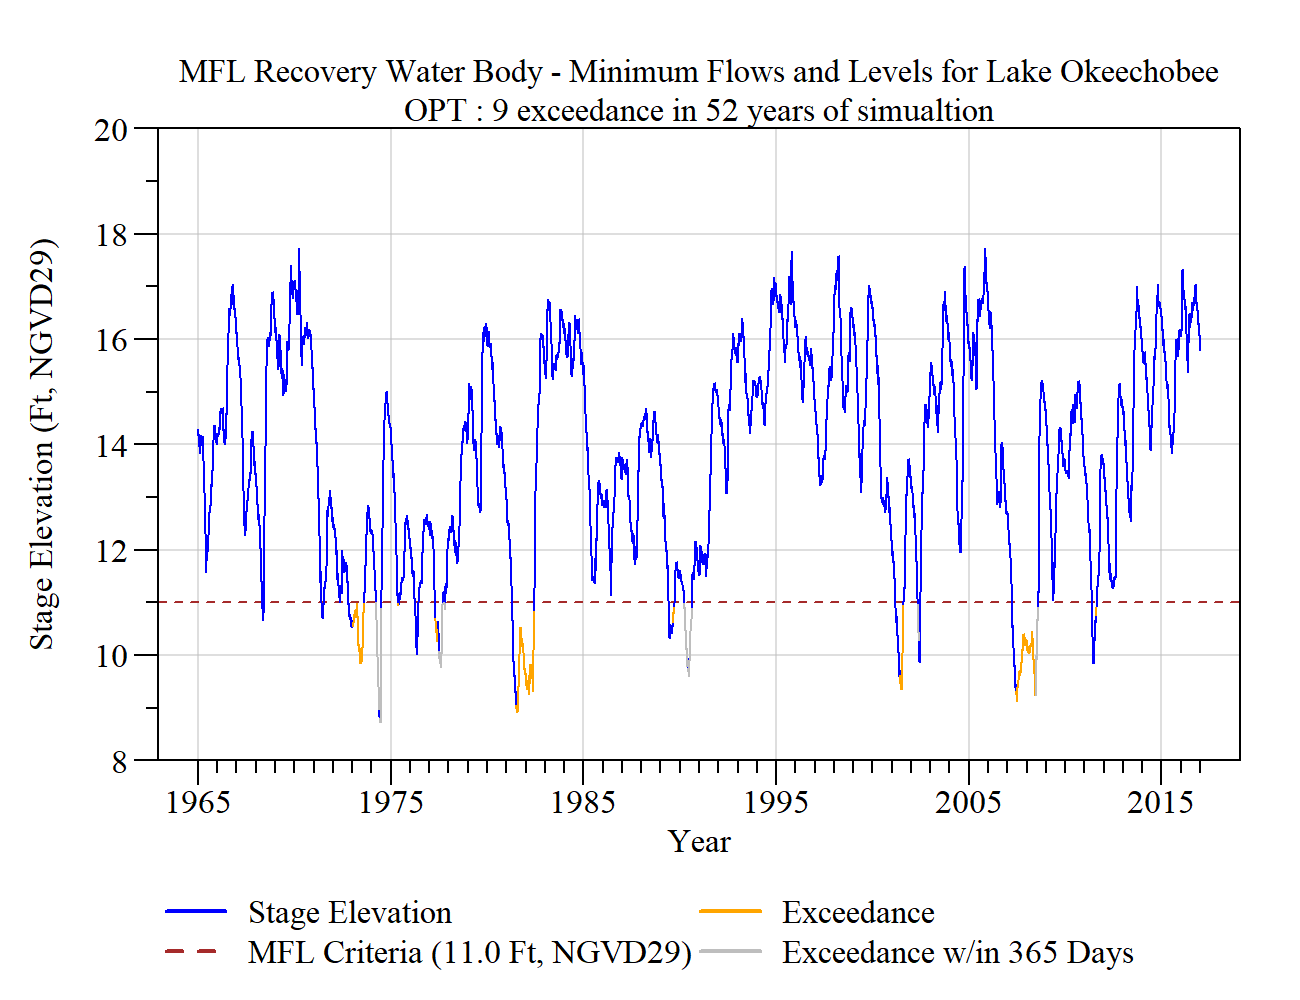 MFL Recovery Water Body - Minimum Flows and Levels for Lake Okeechobee
OPT : 9 exceedance in 52 years of simualtion
Stage Elevation (Ft, NGVD29)
20
18
16
14
12
10
8
1965 1975 1985 1995 2005 2015
Year
Stage Elevation
Exceedance
MFL Criteria (11.0 Ft, NGVD29)
Exceedance w/in 365 Days